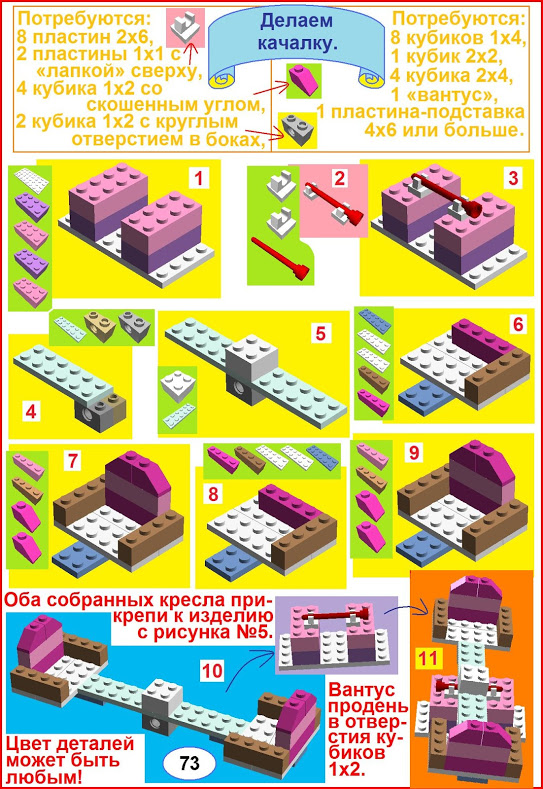 Потребуются:
8 пластин 2х6,
2 пластины 1х1 с
«лапкой» сверху,
4 кубика 1х2 со
скошенным углом,
2 кубика 1х2 с круглым
отверстием в боках,
Делаем
качалку.
Потребуются:
8 кубиков 1х4,
1 кубик 2х2,
4 кубика 2х4,
1 «вантус»,
1 пластина-подставка
4х6 или больше.
1
2
3
4
5
6
7
8
9
Оба собранных кресла при-
крепи к изделию
с рисунка №5.
10
11
Вантус
продень
в отвер-
стия ку-
биков
1х2.
Цвет деталей
может быть
любым!
73